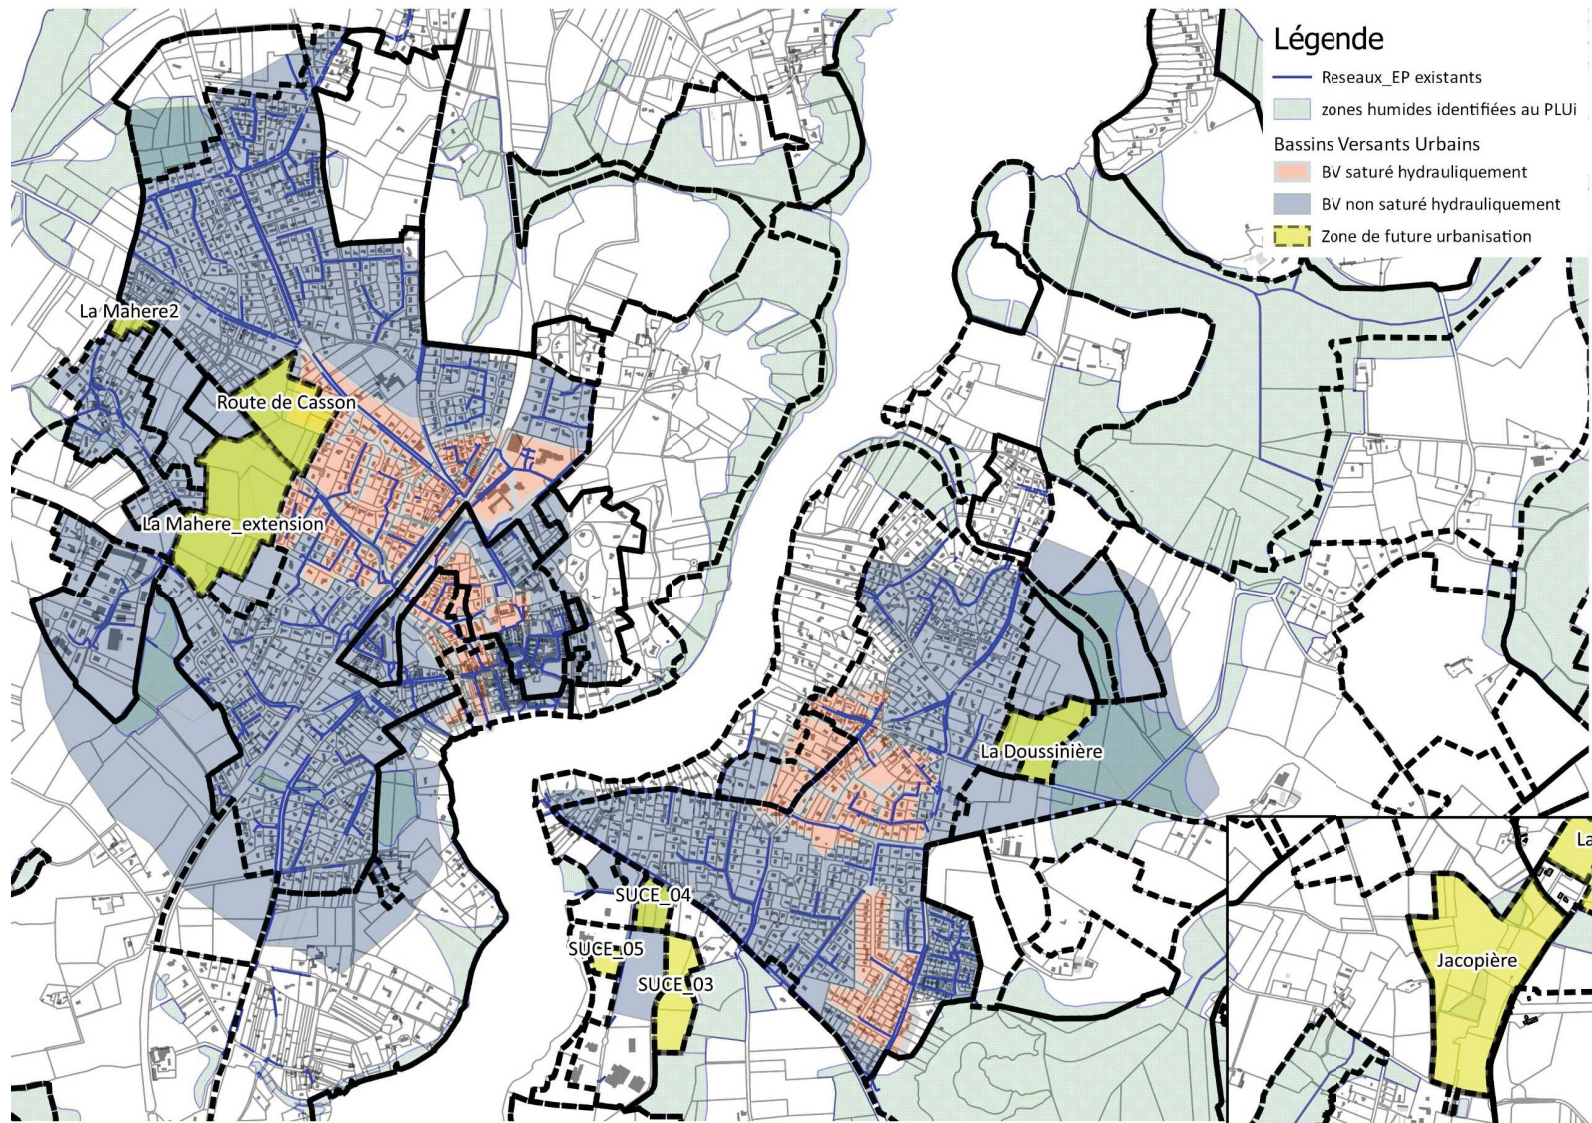 Légende
Reseaux_EP existants
zones humides identifiées au PLUi
Bassins Versants Urbains
BV saturé hydrauliquement
BV non saturé hydrauliquement
Zone de future urbanisation
La Mahere2
Route de Casson
La Mahere_extension
La Doussinière
SUCE_04
SUCE_05
SUCE_03
La
Jacopière